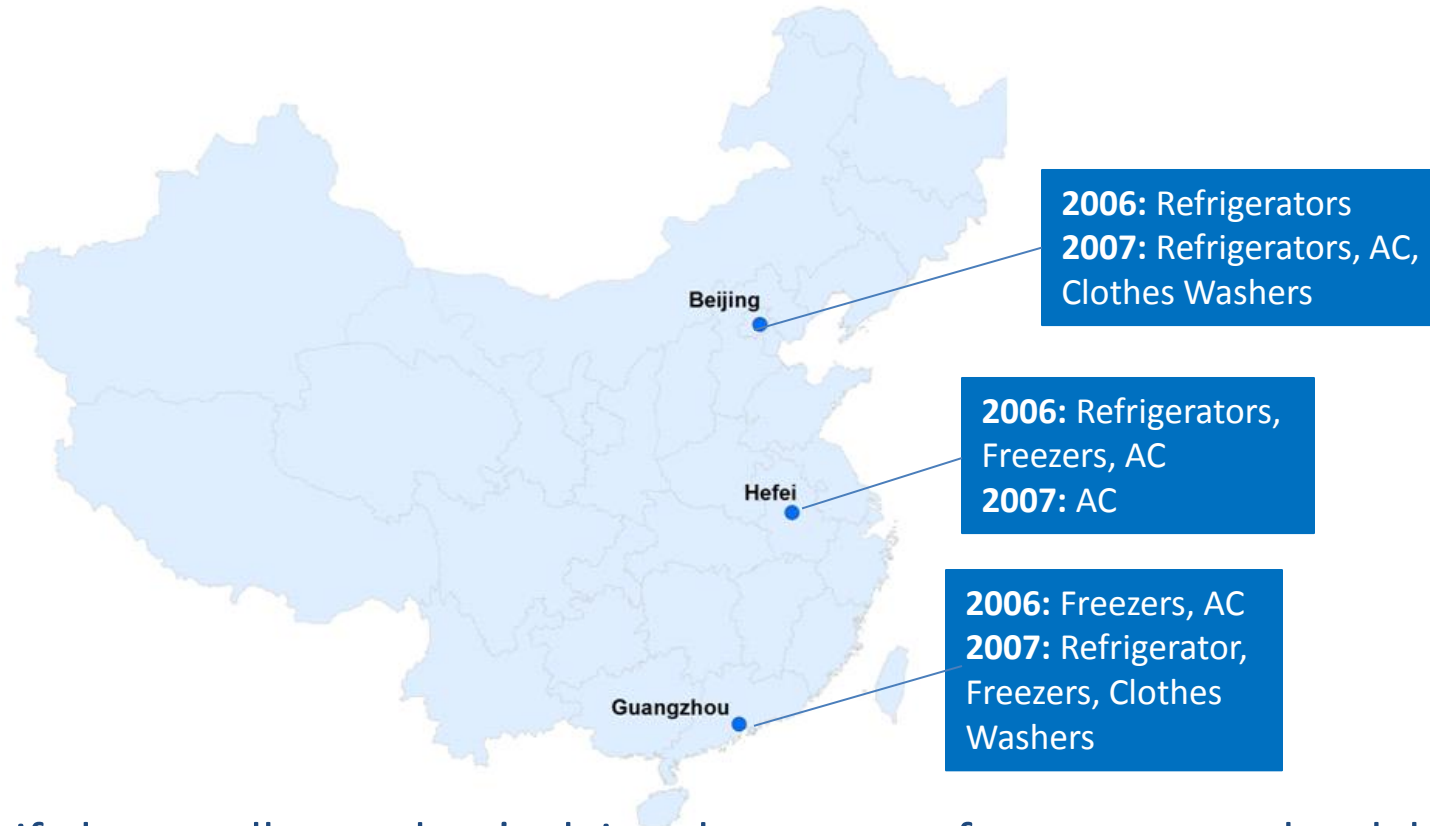 2006: Refrigerators
2007: Refrigerators, AC,
Clothes Washers
Beijing
2006: Refrigerators,
Freezers, AC
2007: AC
Hefei
2006: Freezers, AC
2007: Refrigerator,
Freezers, Clothes
Washers
Guangzhou